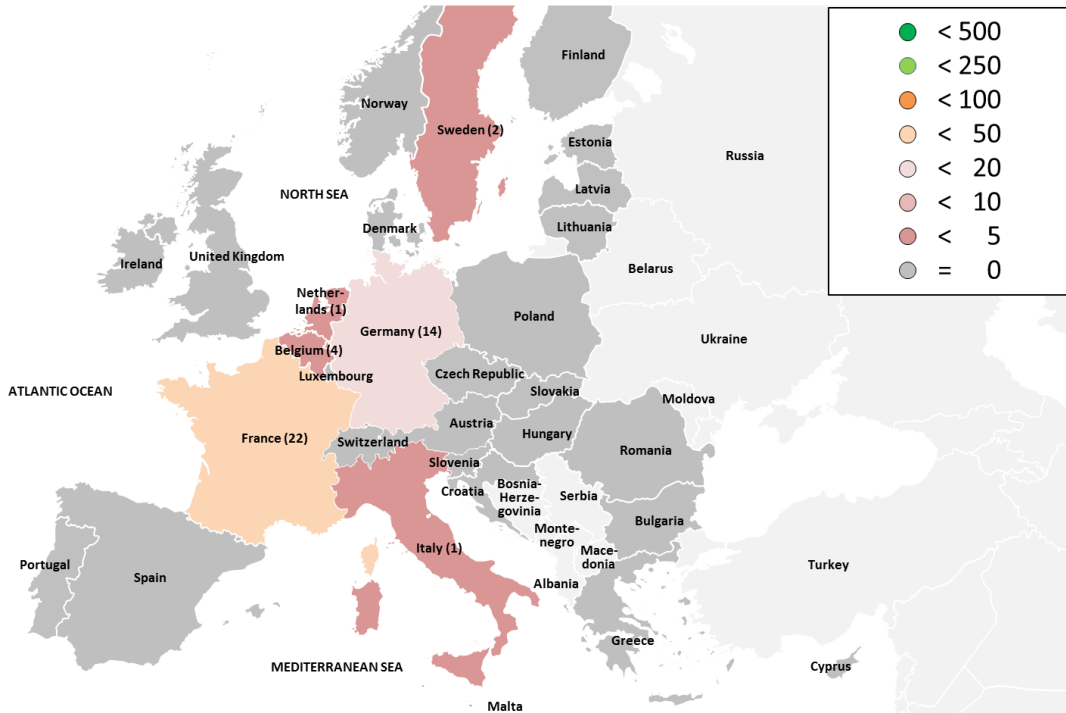 < 500
< 250
< 100
< 50
< 20
< 10
< 5
= 0
Finland
Norway
Sweden (2)
Estonia
Russia
Latvia
NORTH SEA
Lithuania
Denmark
United Kingdom
Ireland
Belarus
Nether-
lands (1)
Poland
Germany (14)
Ukraine
Belgium (4)
Luxembourg
Czech Republic
Slovakia
ATLANTIC OCEAN
Moldova
Austria
Hungary
France (22)
Switzerland
Romania
Slovenia
Croatia
Bosnia-
Herze-
govinia
Serbia
Bulgaria
Monte-
negro
Italy (1)
Mace-
donia
Portugal
Spain
Albania
Turkey
Greece
MEDITERRANEAN SEA
Cyprus
Malta